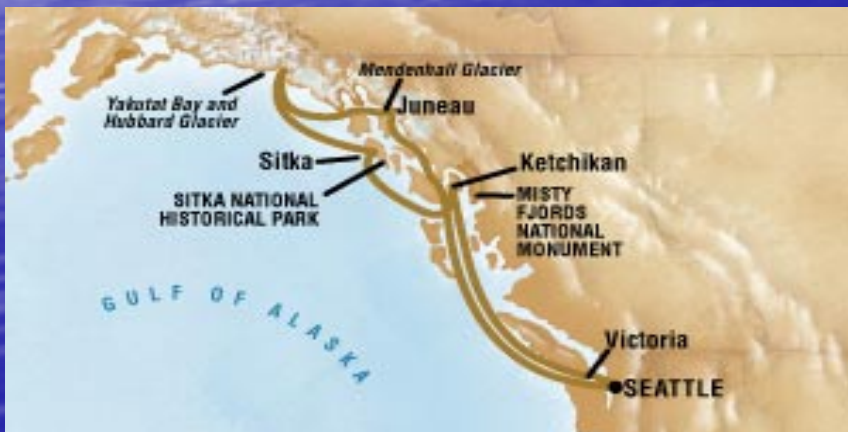 Mendenhall Glacier
Yakutat Bay and
Hubbard Glacier
Juneau
Sitka
Ketchikan
SITKA NATIONAL
HISTORICAL PARK
MISTY
FJORDS
NATIONAL
MONUMENT
GULF OF ALASKA
Victoria
SEATTLE